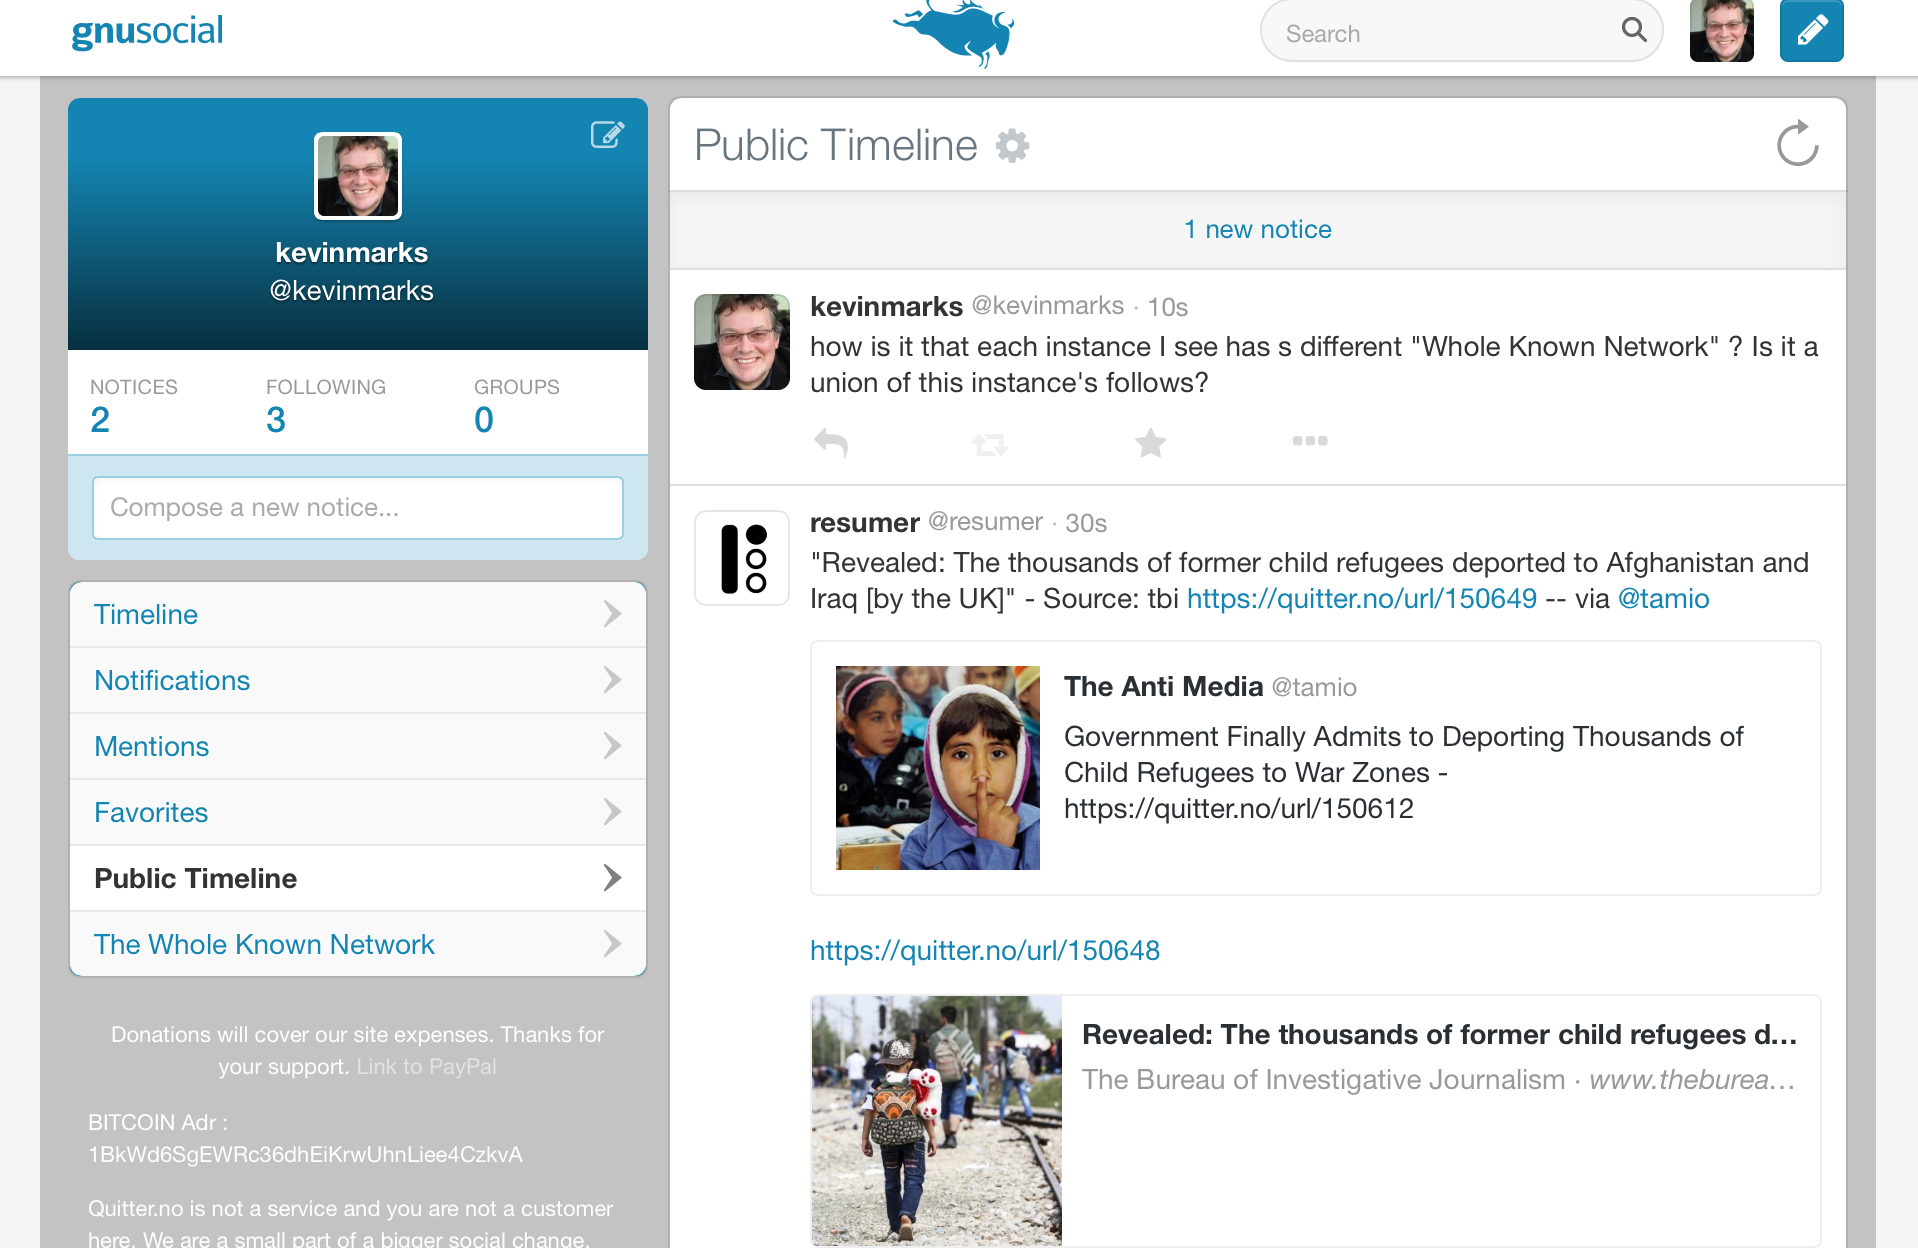 gnusocial
Search
kevinmarks
@kevinmarks
NOTICES
2
FOLLOWING
3
GROUPS
0
Compose a new notice...
Timeline
Notifications
Mentions
Favorites
Public Timeline
The Whole Known Network
Donations will cover our site expenses. Thanks for
your support. Link to PayPal
BITCOIN Adr :
1BkWd6SgEWRc36dhEiKrwUhnLiee4CzkvA
Quitter.no is not a service and you are not a customer
here. We are a small part of a bigger social change.
Public Timeline
1 new notice
kevinmarks @kevinmarks · 10s
how is it that each instance I see has s different "Whole Known Network" ? Is it a
union of this instance's follows?
resumer @resumer · 30s
"Revealed: The thousands of former child refugees deported to Afghanistan and
Iraq [by the UK]" - Source: tbi https://quitter.no/url/150649 -- via @tamio
The Anti Media @tamio
Government Finally Admits to Deporting Thousands of
Child Refugees to War Zones -
https://quitter.no/url/150612
https://quitter.no/url/150648
Revealed: The thousands of former child refugees d...
The Bureau of Investigative Journalism · www.theburea...